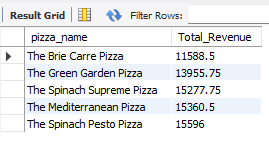 Result Grid Filter Rows:
pizza_name Total_Revenue
The Brie Carre Pizza 11588.5
The Green Garden Pizza 13955.75
The Spinach Supreme Pizza 15277.75
The Mediterranean Pizza 15360.5
The Spinach Pesto Pizza 15596